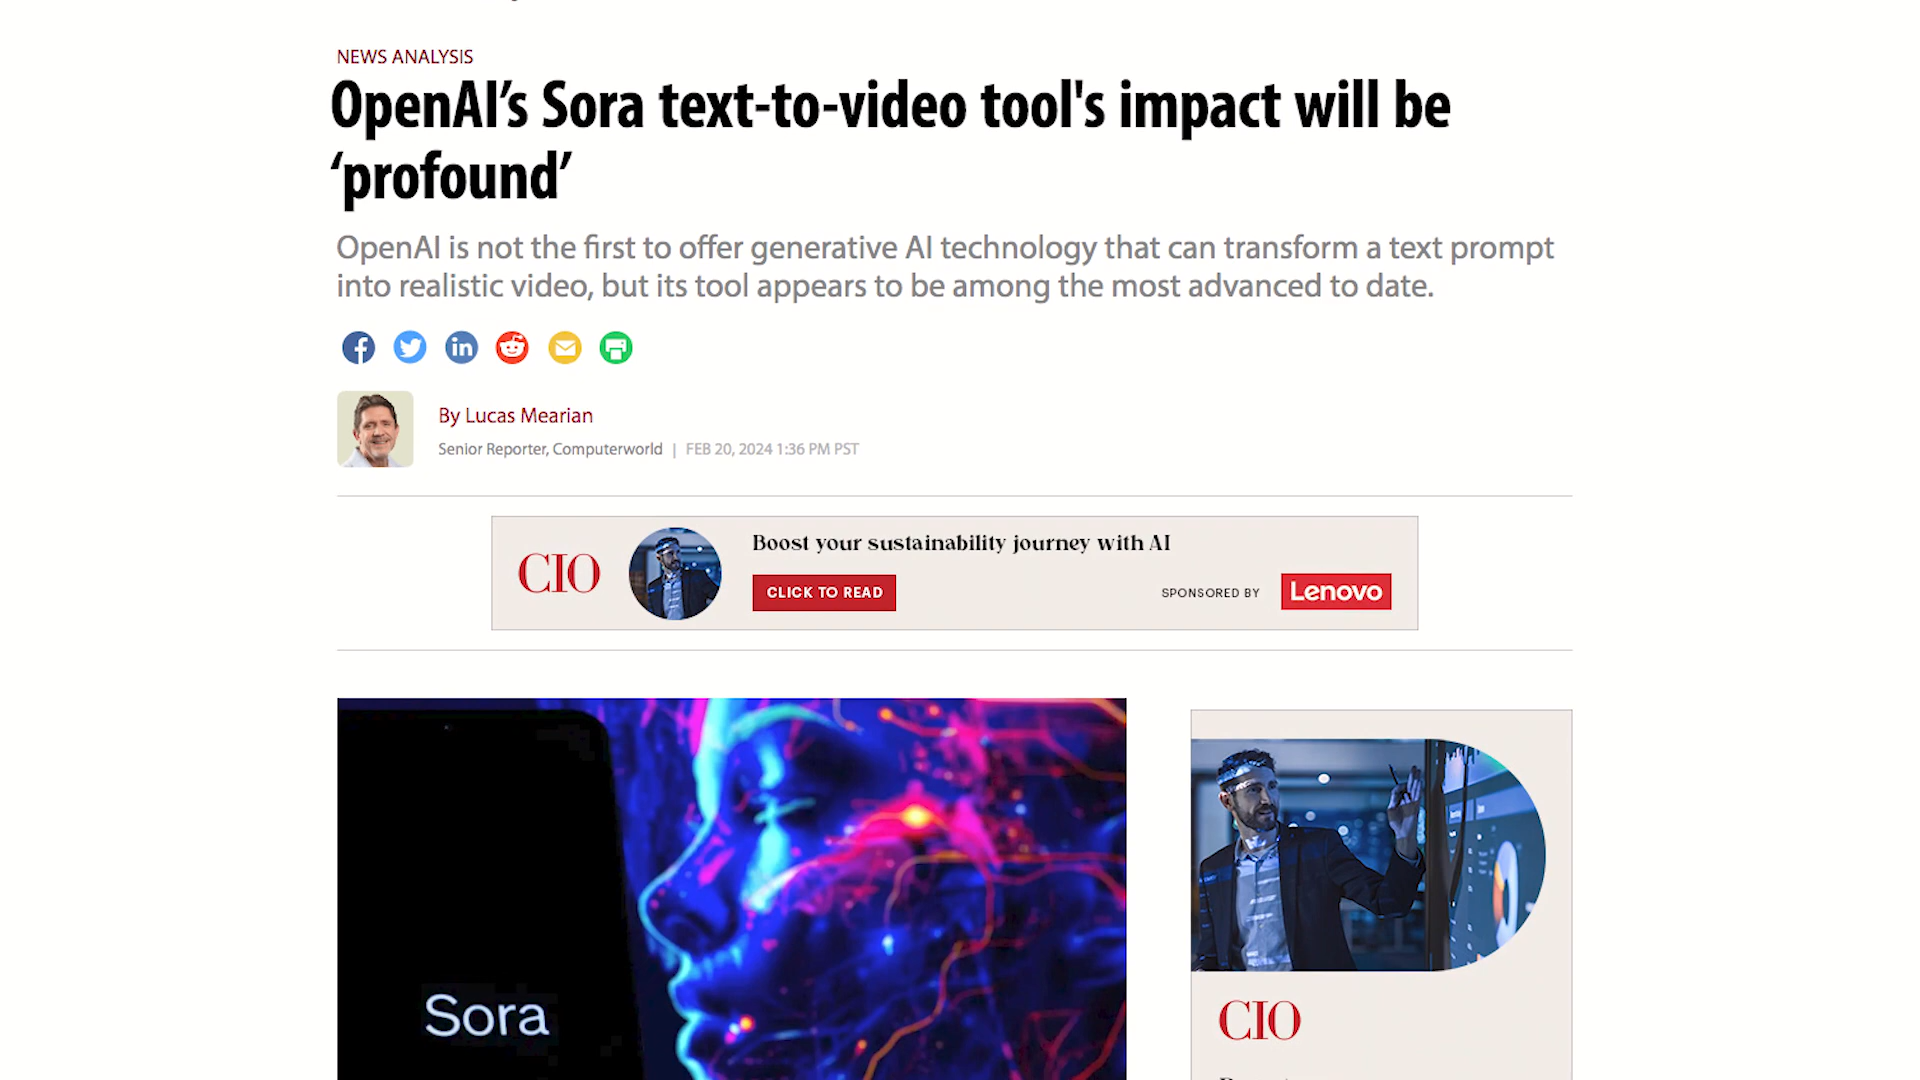 NEWS ANALYSIS
OpenAI’s Sora text-to-video tool's impact will be
‘profound’
OpenAI is not the first to offer generative AI technology that can transform a text prompt
into realistic video, but its tool appears to be among the most advanced to date.
By Lucas Mearian
Senior Reporter, Computerworld | FEB 20, 2024 1:36 PM PST
CIO
Boost your sustainability journey with AI
CLICK TO READ
SPONSORED BY
Lenovo
Sora
CIO